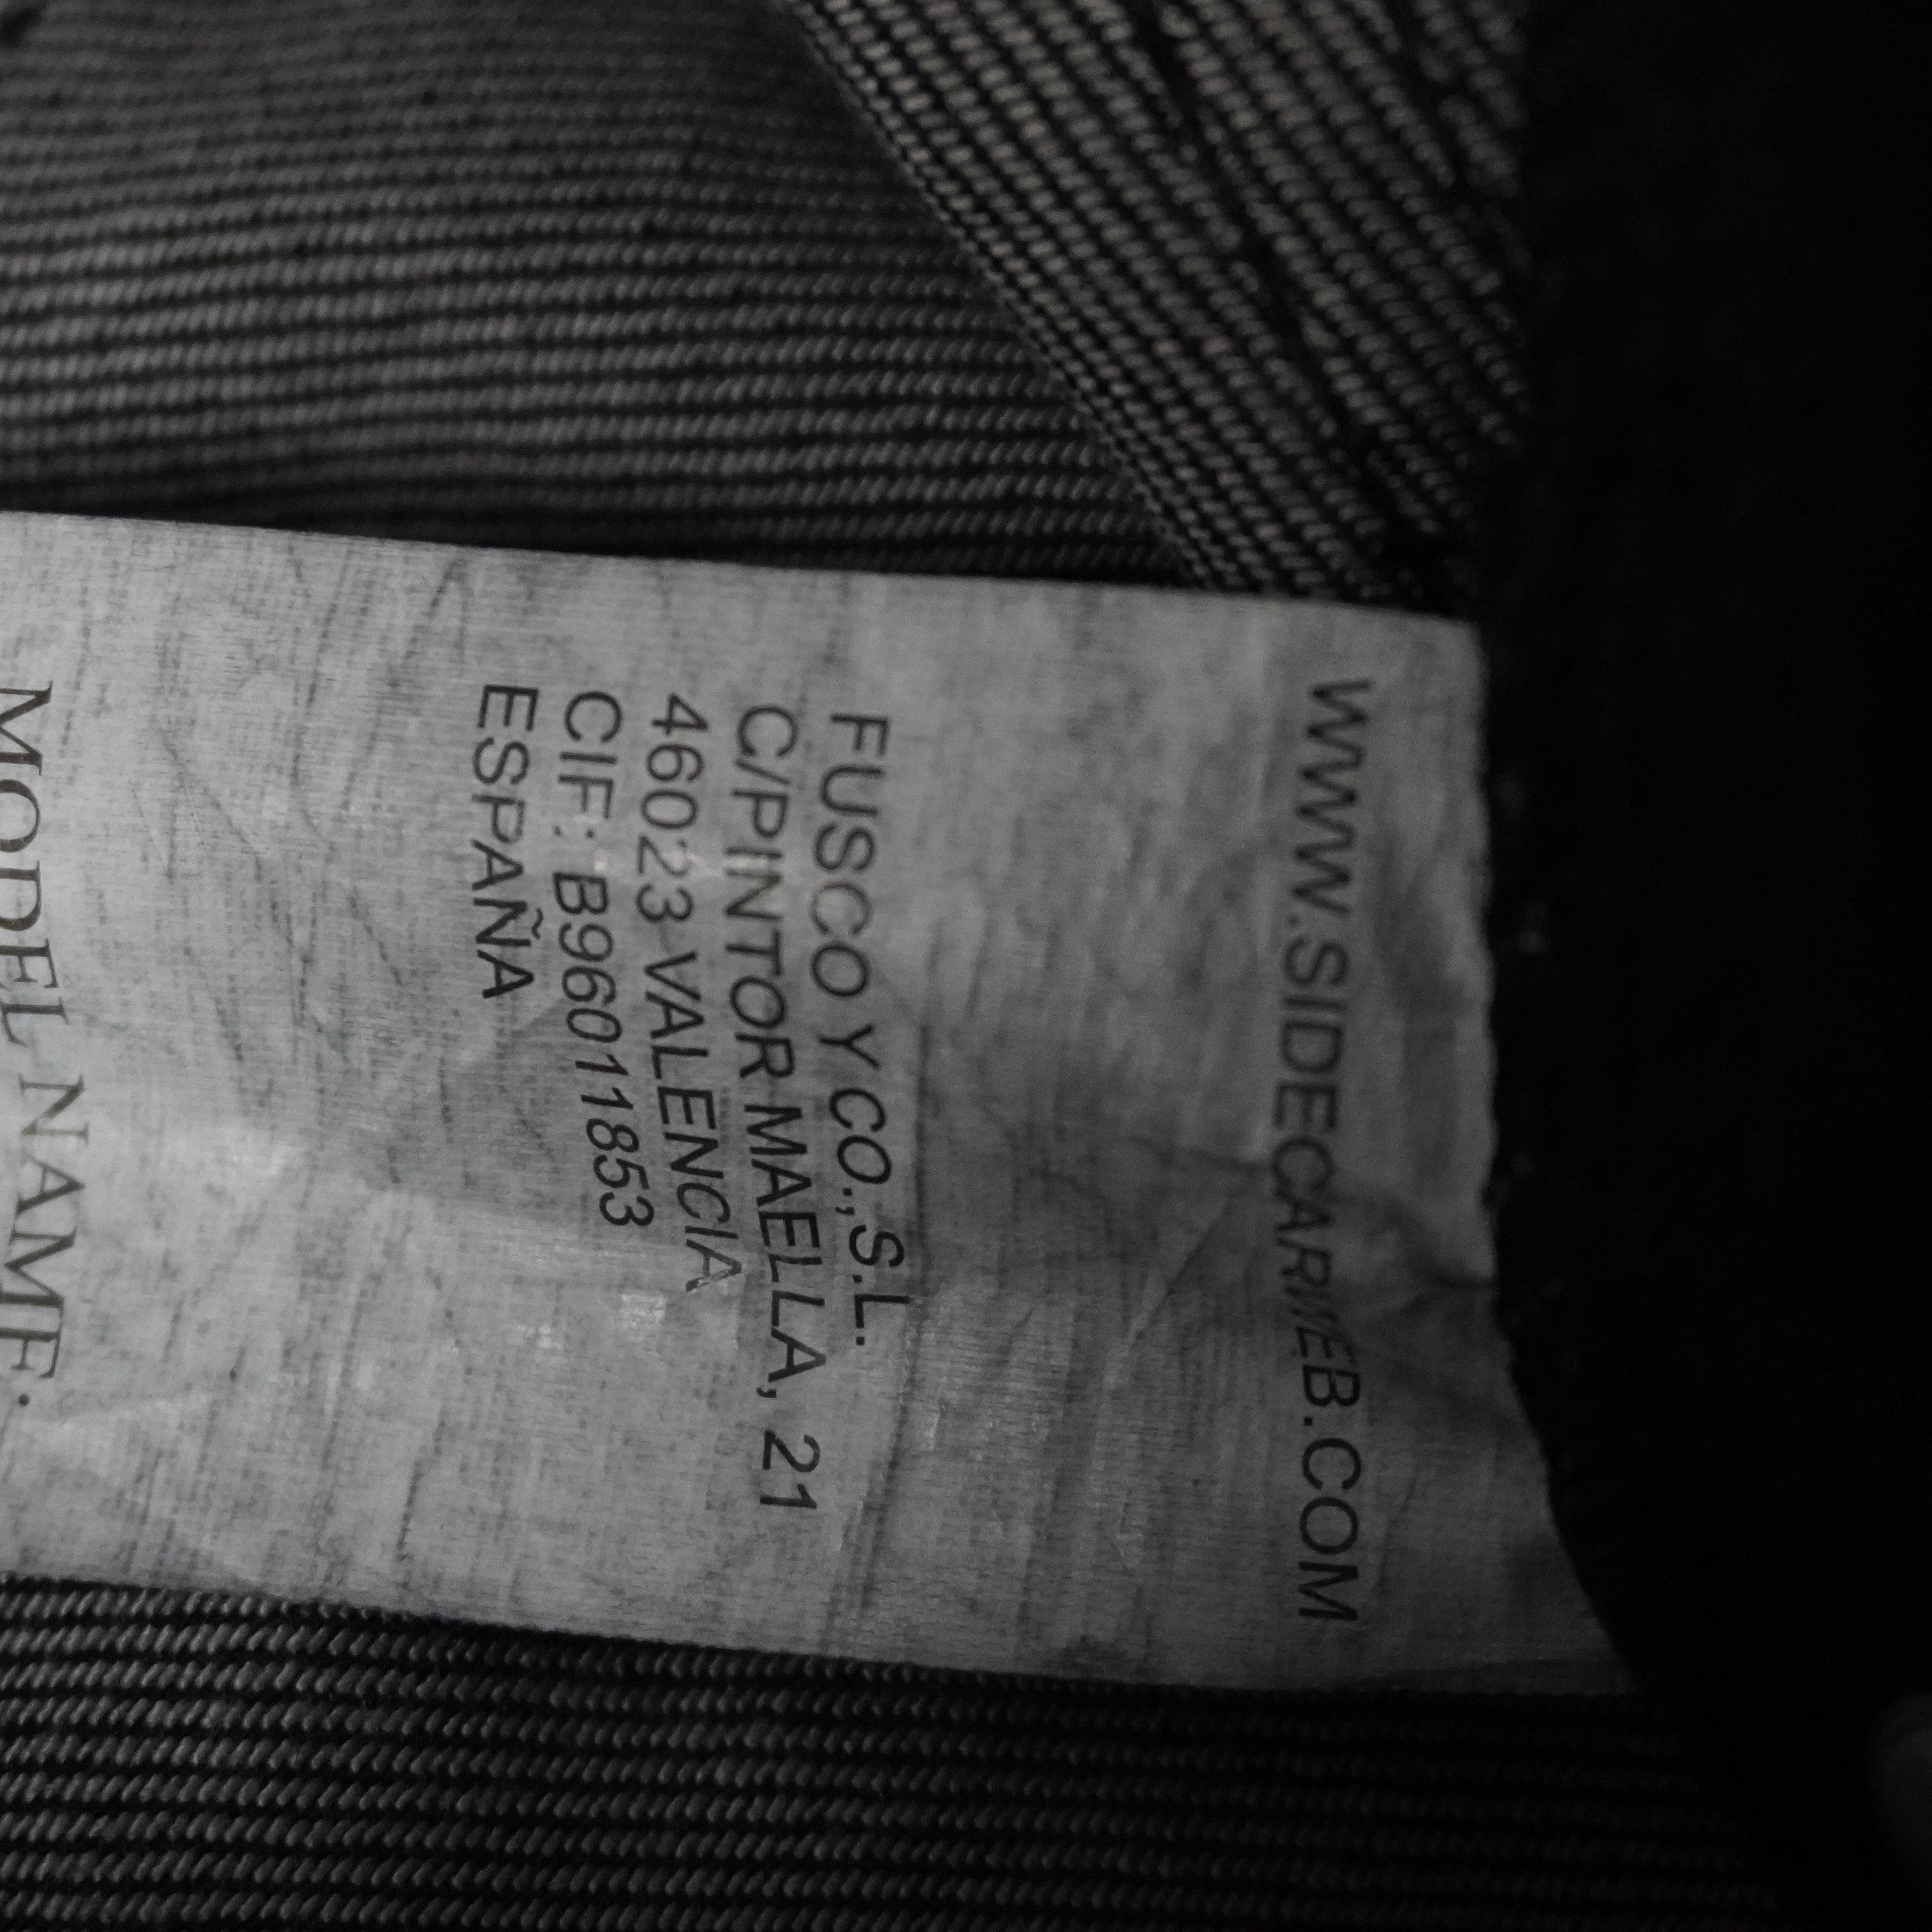 WWW.SIDECARWEB.COM
FUSCO Y CO.,S.L.
C/PINTOR MAELLA, 21
46023 VALENCIA
CIF: B96011853
ESPAÑA
MODEL NAME: